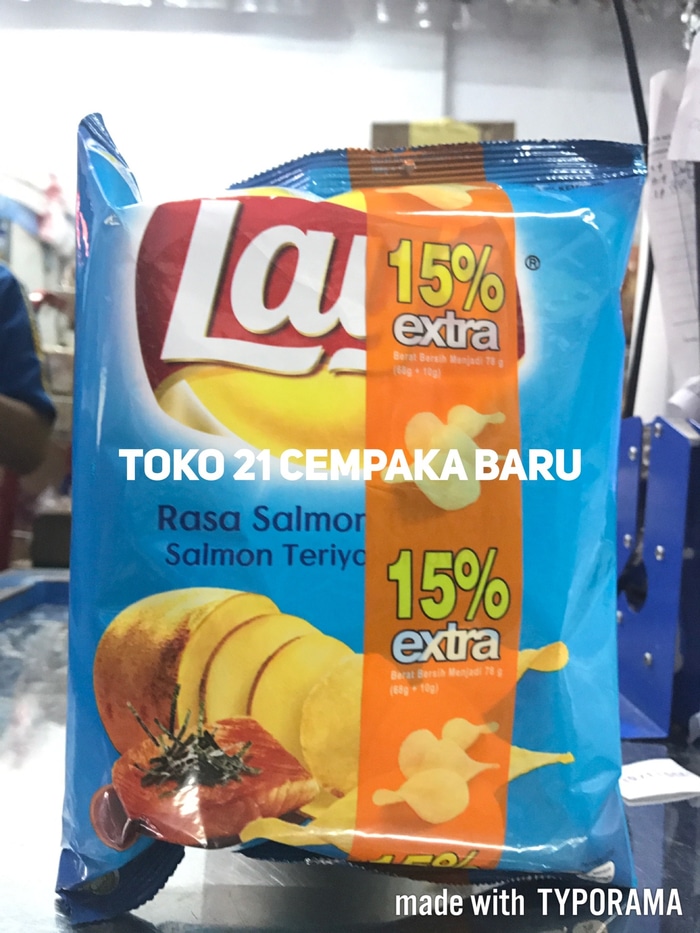 Lay
®
15%
extra
Berat Bersih Menjadi 78 g
(68g + 10g)
TOKO 21 CEMPAKA BARU
Rasa Salmon
Salmon Teriya
15%
extra
Berat Bersih Menjadi 78 g
(68g + 10g)
15%
made with TYPORAMA